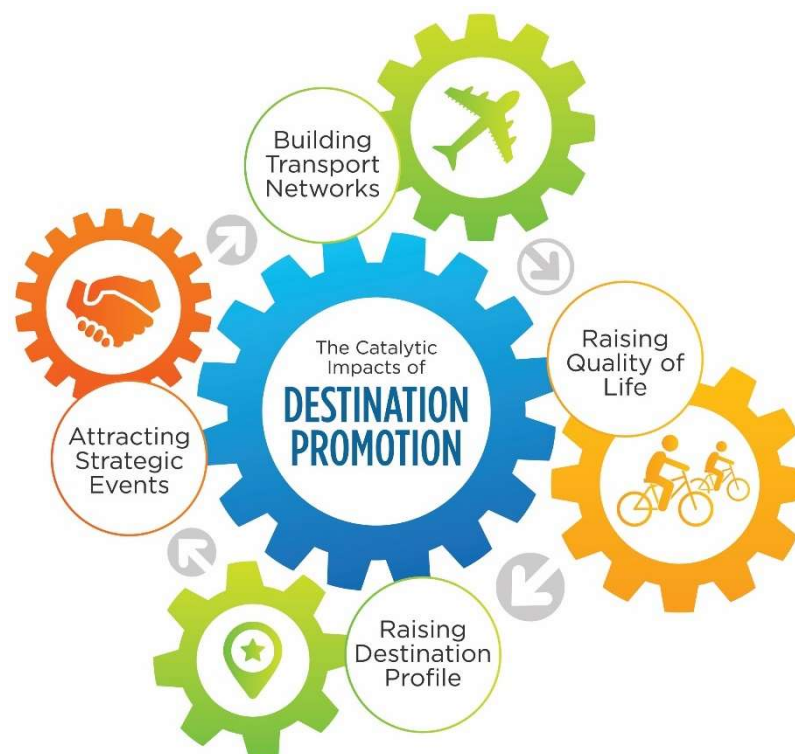 Building
Transport
Networks
Raising
Quality of
Life
The Catalytic
Impacts of
DESTINATION
PROMOTION
Attracting
Strategic
Events
Raising
Destination
Profile